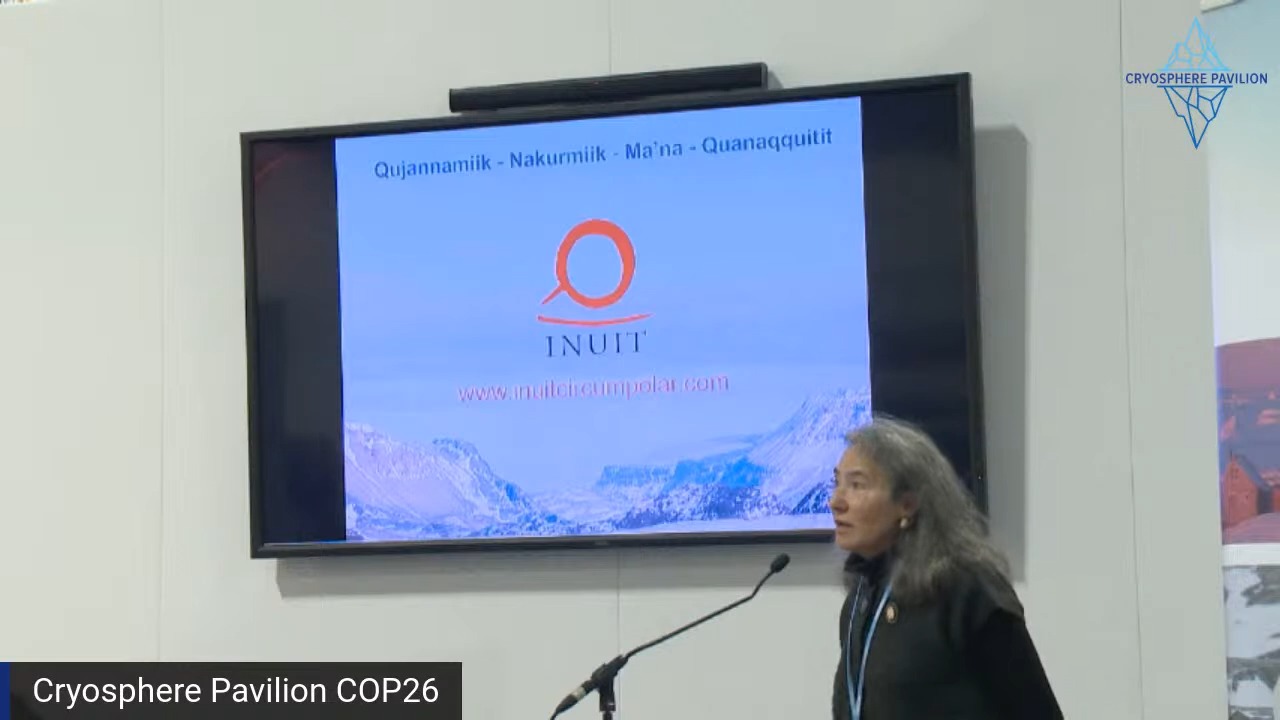 CRYOSPHERE PAVILION
Qujannamiik - Nakurmiik - Ma'na - Quanaqquitit
INUIT
www.inuitcircumpolar.com
Cryosphere Pavilion COP26